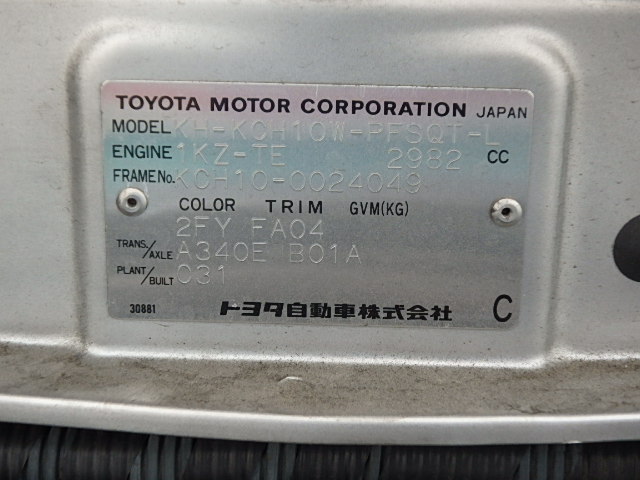 TOYOTA MOTOR CORPORATION JAPAN
MODEL KH-KCH10W-PFSQT-L
ENGINE 1KZ-TE 2982 CC
FRAME No. KCH10-0024049
COLOR TRIM GVM(KG)
2FY FA04
TRANS./AXLE A340E B01A
PLANT/BUILT C31
30881 トヨタ自動車株式会社 C